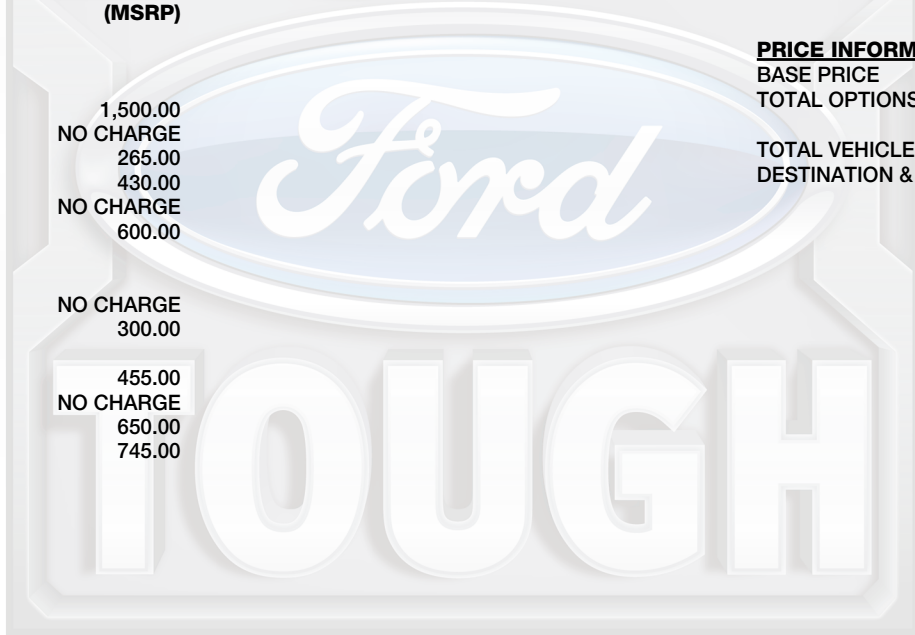 (MSRP)
1,500.00
NO CHARGE
265.00
430.00
NO CHARGE
600.00
NO CHARGE
300.00
455.00
NO CHARGE
650.00
745.00
PRICE INFORM
BASE PRICE
TOTAL OPTIONS
TOTAL VEHICLE
DESTINATION &
Ford
TOUGH